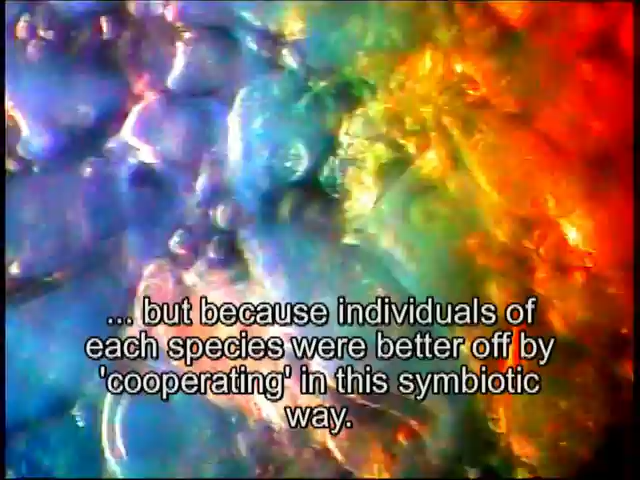 ... but because individuals of
each species were better off by
'cooperating' in this symbiotic
way.